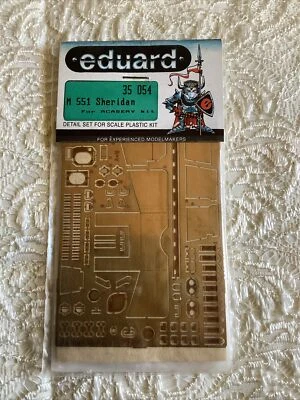 eduard
35 054
M 551 Sheridan
For ACADEMY kit
DETAIL SET FOR SCALE PLASTIC KIT
e
FOR EXPERIENCED MODELMAKERS